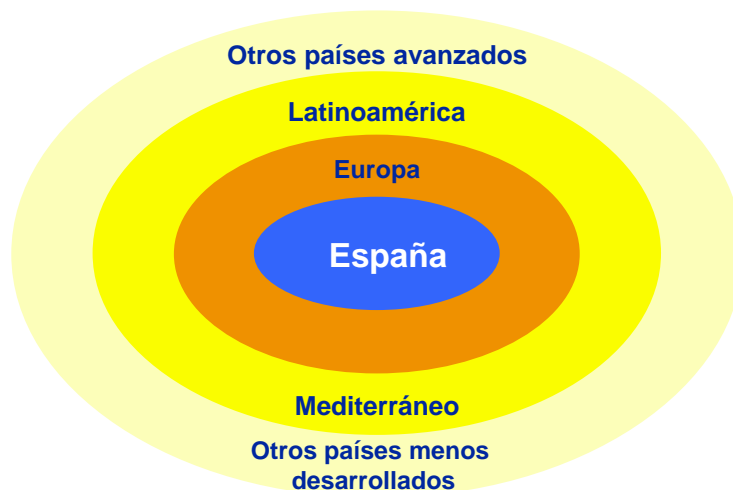 Otros países avanzados
Latinoamérica
Europa
España
Mediterráneo
Otros países menos
desarrollados